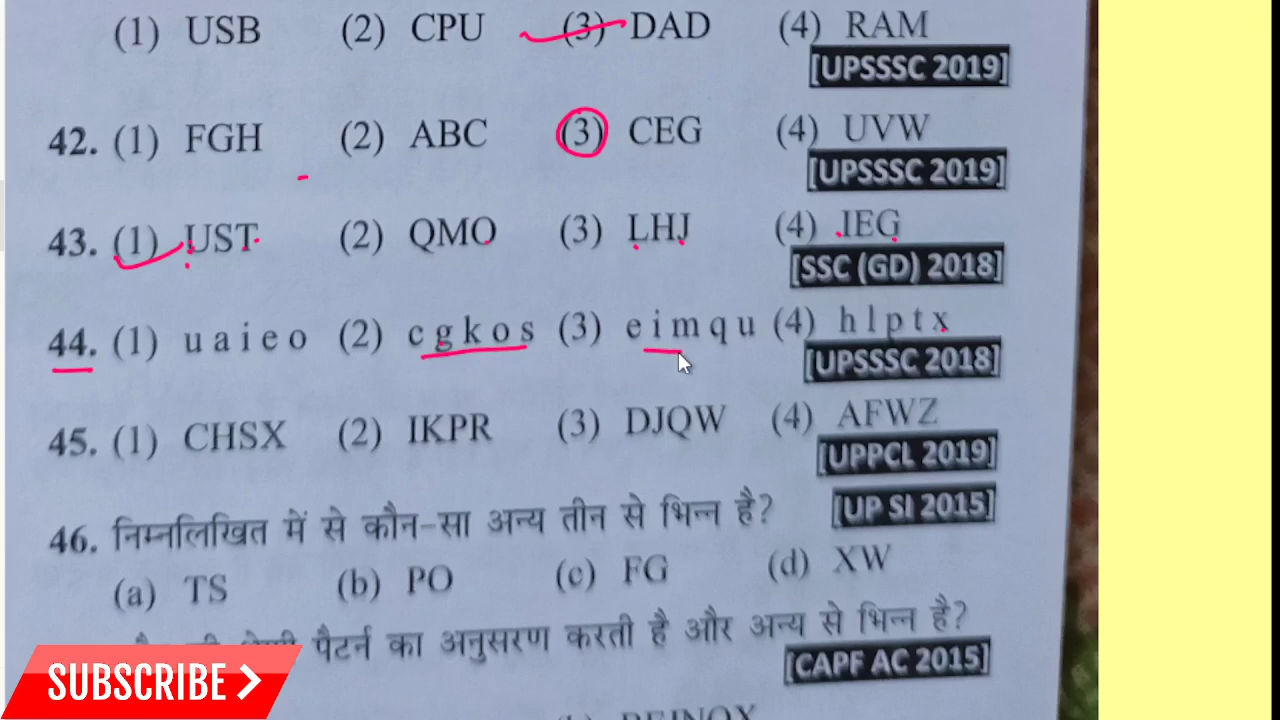 (1) USB (2) CPU (3) DAD (4) RAM
[UPSSSC 2019]
42. (1) FGH (2) ABC (3) CEG (4) UVW
[UPSSSC 2019]
43. (1) UST (2) QMO (3) LHJ (4) IEG
[SSC (GD) 2018]
44. (1) u a i e o (2) c g k o s (3) e i m q u (4) h l p t x
[UPSSSC 2018]
45. (1) CHSX (2) IKPR (3) DJQW (4) AFWZ
[UPPCL 2019]
46. निम्नलिखित में से कौन-सा अन्य तीन से भिन्न है? [UP SI 2015]
(a) TS (b) PO (c) FG (d) XW
पैटर्न का अनुसरण करती है और अन्य से भिन्न है?
[CAPF AC 2015]
SUBSCRIBE